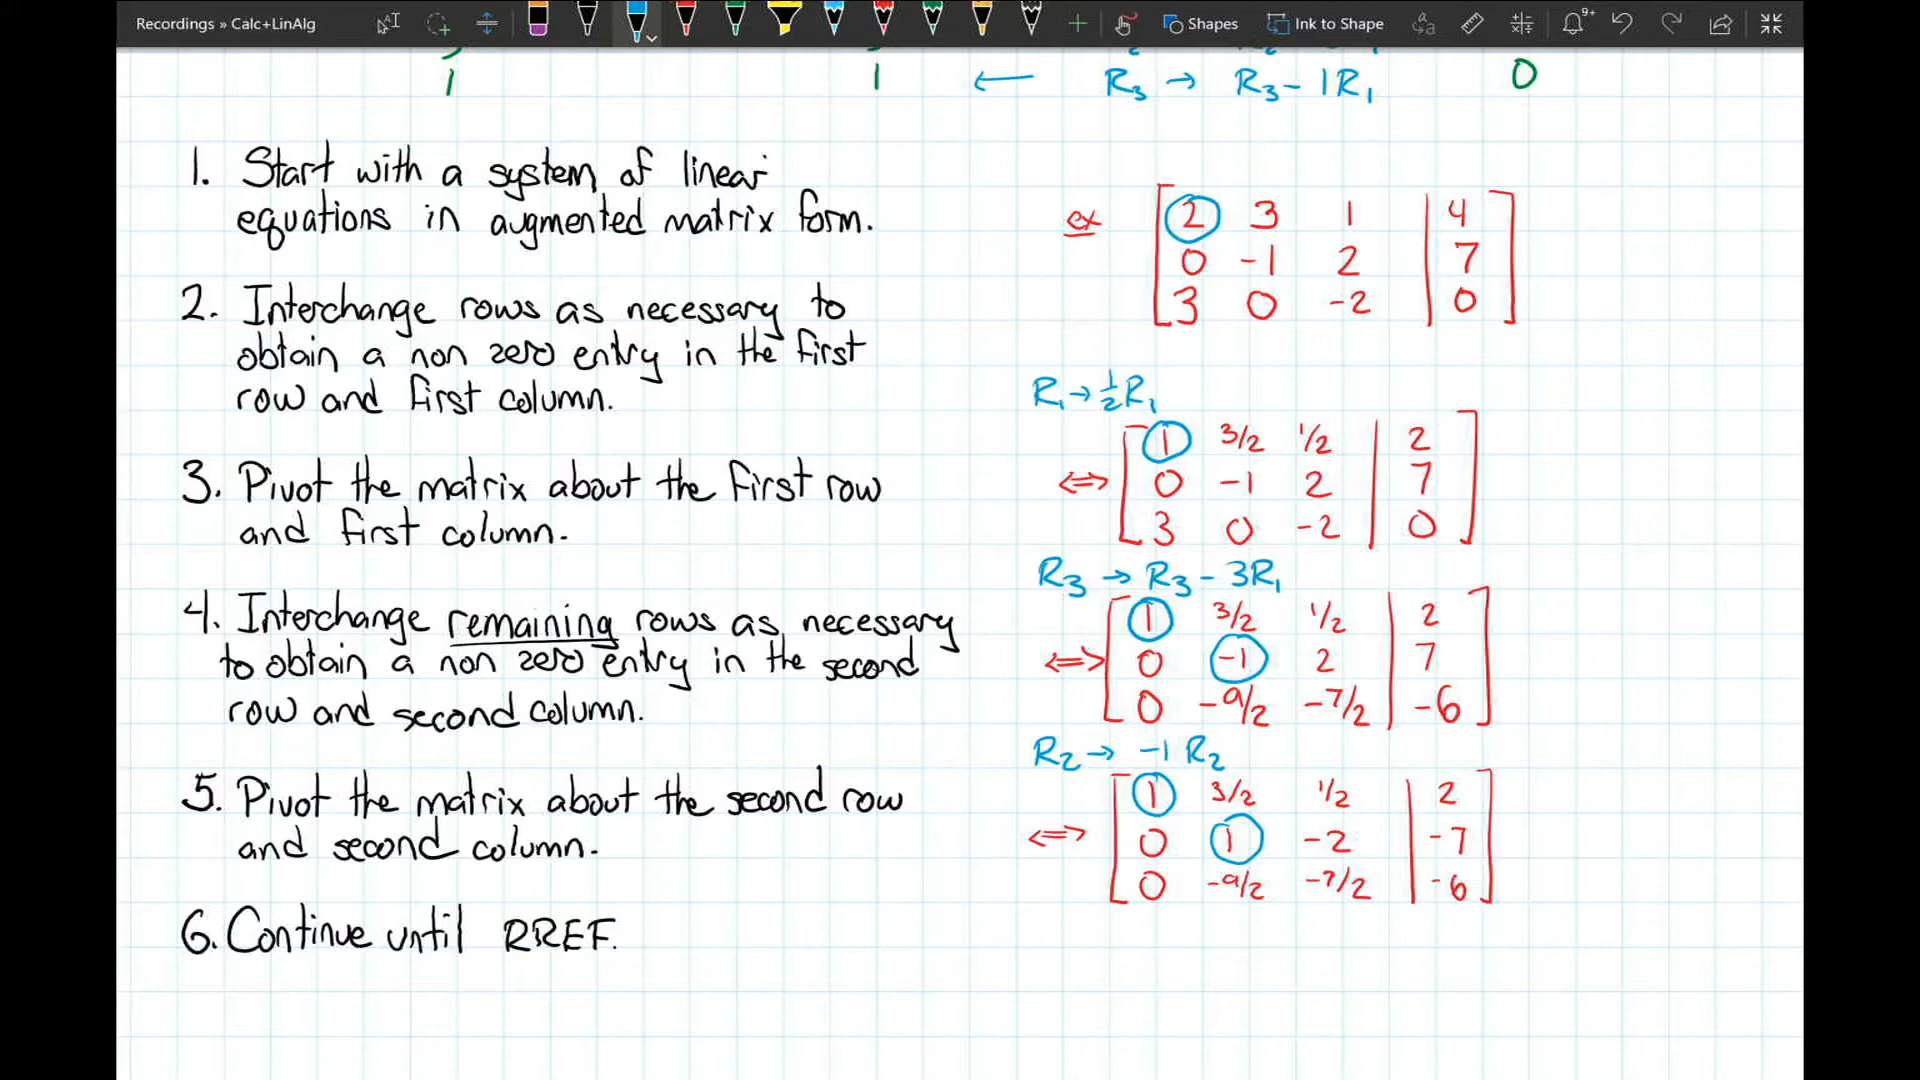 Recordings » Calc+LinAlg
Shapes
Ink to Shape
9+
1 1 ← R₃ → R₃ - 1R₁ 0
1. Start with a system of linear
equations in augmented matrix form.
2. Interchange rows as necessary to
obtain a non zero entry in the first
row and first column.
3. Pivot the matrix about the first row
and first column.
4. Interchange remaining rows as necessary
to obtain a non zero entry in the second
row and second column.
5. Pivot the matrix about the second row
and second column.
6. Continue until RREF.
ex
2 3 1 | 4
0 -1 2 | 7
3 0 -2 | 0
R₁ → ½R₁
1 3/2 1/2 | 2
⇔ 0 -1 2 | 7
3 0 -2 | 0
R₃ → R₃ - 3R₁
1 3/2 1/2 | 2
⇔ 0 -1 2 | 7
0 -9/2 -7/2 | -6
R₂ → -1 R₂
1 3/2 1/2 | 2
⇔ 0 1 -2 | -7
0 -9/2 -7/2 | -6